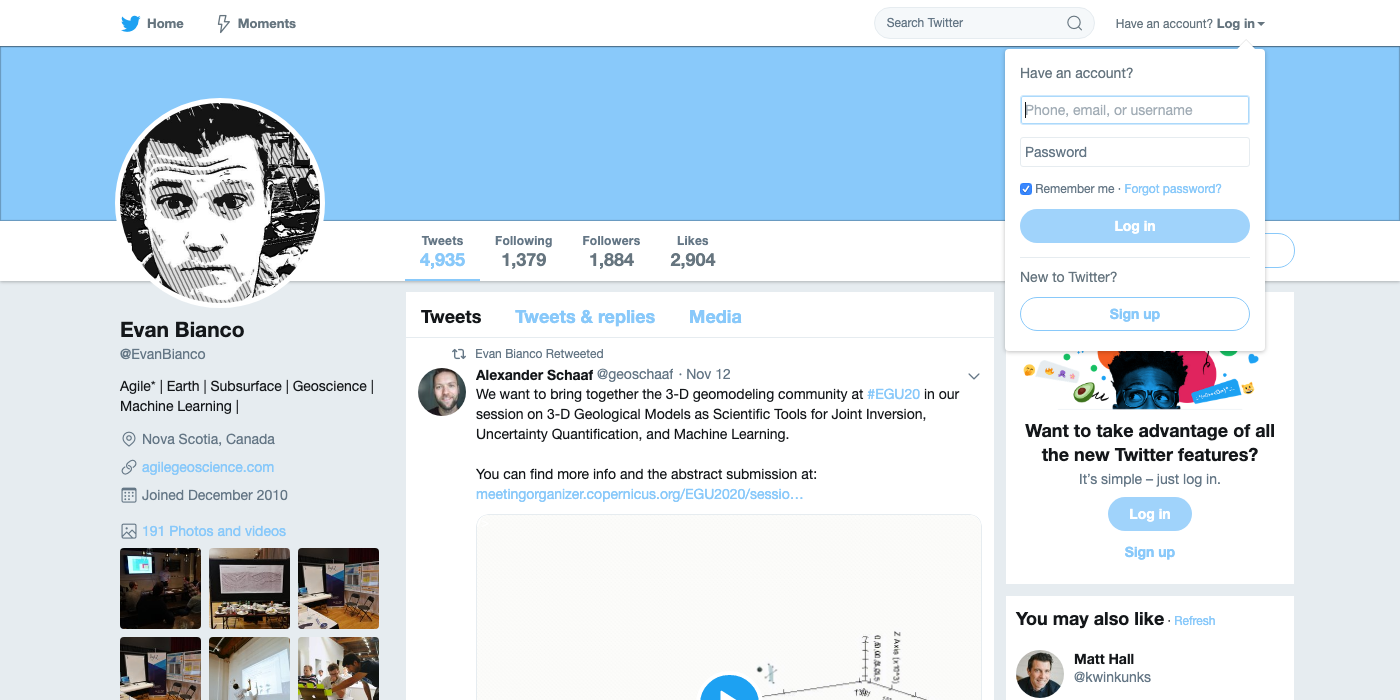 Home
Moments
Search Twitter
Have an account? Log in
Have an account?
Phone, email, or username
Password
Remember me · Forgot password?
Log in
New to Twitter?
Sign up
Tweets
4,935
Following
1,379
Followers
1,884
Likes
2,904
Evan Bianco
@EvanBianco
Agile* | Earth | Subsurface | Geoscience |
Machine Learning |
Nova Scotia, Canada
agilegeoscience.com
Joined December 2010
191 Photos and videos
Tweets
Tweets & replies
Media
Evan Bianco Retweeted
Alexander Schaaf @geoschaaf · Nov 12
We want to bring together the 3-D geomodeling community at #EGU20 in our
session on 3-D Geological Models as Scientific Tools for Joint Inversion,
Uncertainty Quantification, and Machine Learning.
You can find more info and the abstract submission at:
meetingorganizer.copernicus.org/EGU2020/sessio…
Z Axis (x10^3)
Want to take advantage of all
the new Twitter features?
It's simple – just log in.
Log in
Sign up
You may also like · Refresh
Matt Hall
@kwinkunks